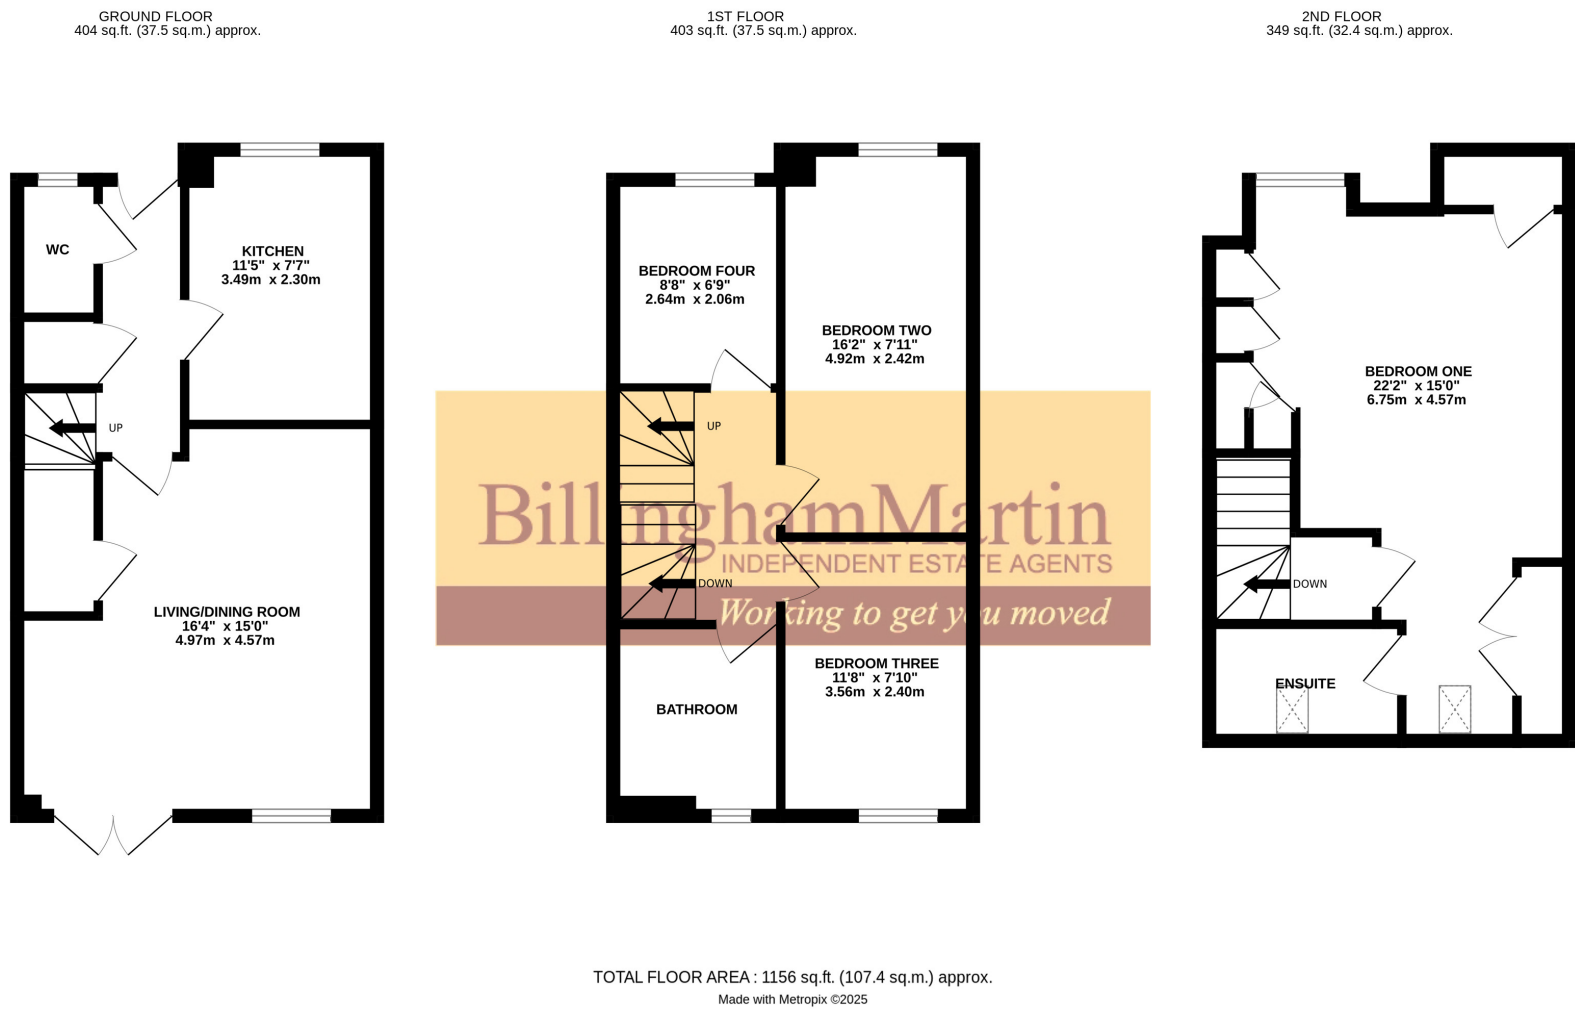 GROUND FLOOR
404 sq.ft. (37.5 sq.m.) approx.
1ST FLOOR
403 sq.ft. (37.5 sq.m.) approx.
2ND FLOOR
349 sq.ft. (32.4 sq.m.) approx.
WC
KITCHEN
11'5" x 7'7"
3.49m x 2.30m
UP
LIVING/DINING ROOM
16'4" x 15'0"
4.97m x 4.57m
BEDROOM FOUR
8'8" x 6'9"
2.64m x 2.06m
BEDROOM TWO
16'2" x 7'11"
4.92m x 2.42m
UP
BillinghamMartin
INDEPENDENT ESTATE AGENTS
DOWN
Working to get you moved
BEDROOM THREE
11'8" x 7'10"
3.56m x 2.40m
BATHROOM
BEDROOM ONE
22'2" x 15'0"
6.75m x 4.57m
DOWN
ENSUITE
TOTAL FLOOR AREA : 1156 sq.ft. (107.4 sq.m.) approx.
Made with Metropix ©2025